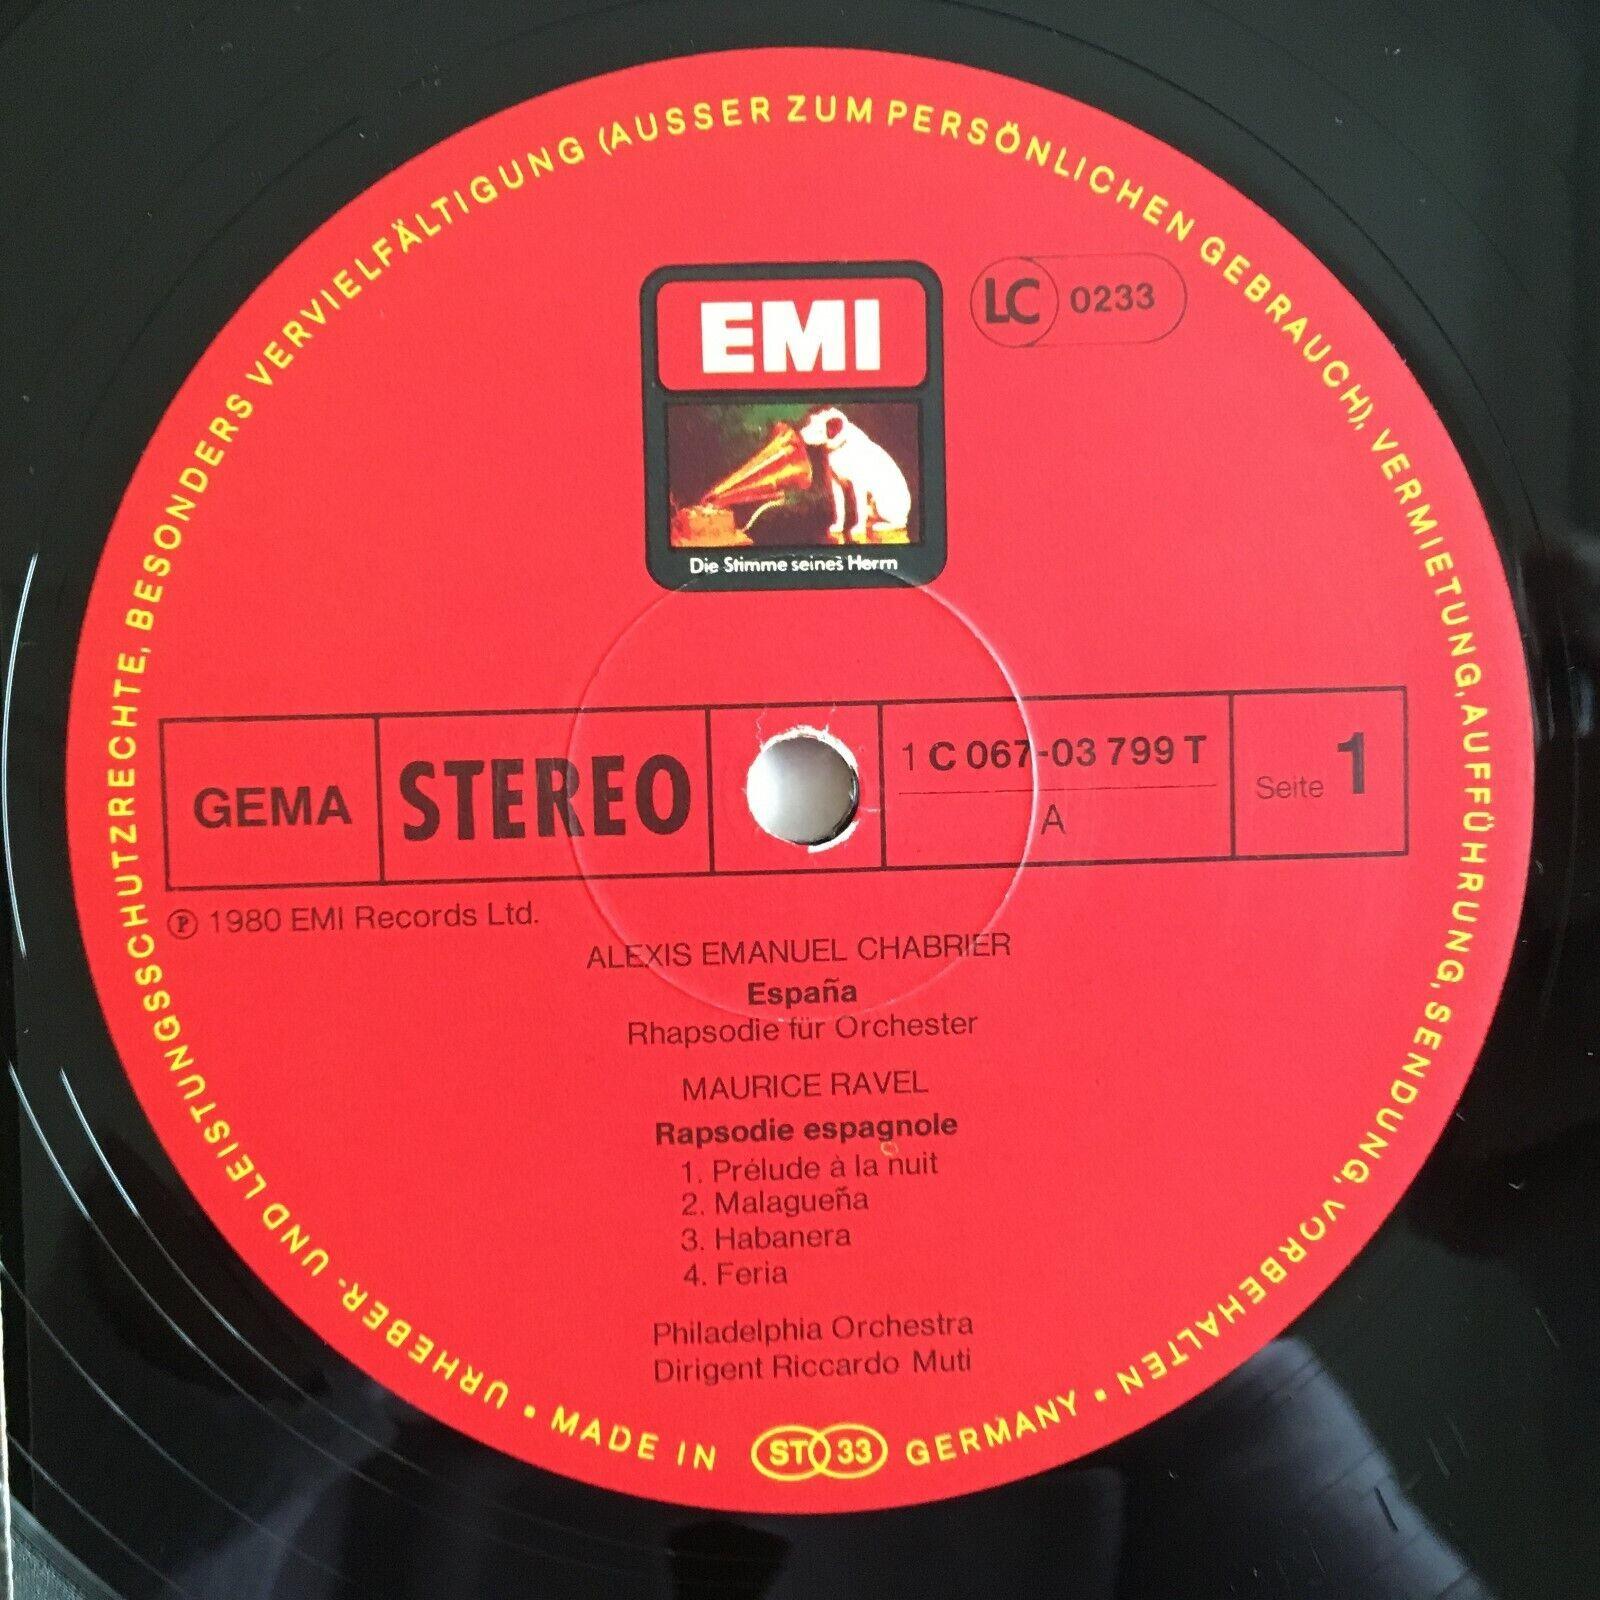 URHEBER- UND LEISTUNGSSCHUTZRECHTE, BESONDERS VERVIELFÄLTIGUNG (AUSSER ZUM PERSÖNLICHEN GEBRAUCH), VERMIETUNG, AUFFÜHRUNG, SENDUNG, VORBEHALTEN •
EMI
LC 0233
Die Stimme seines Herrn
GEMA
STEREO
1 C 067-03 799 T
A
Seite 1
℗ 1980 EMI Records Ltd.
ALEXIS EMANUEL CHABRIER
España
Rhapsodie für Orchester
MAURICE RAVEL
Rapsodie espagnole
1. Prélude à la nuit
2. Malagueña
3. Habanera
4. Feria
Philadelphia Orchestra
Dirigent Riccardo Muti
• MADE IN ST 33 GERMANY •